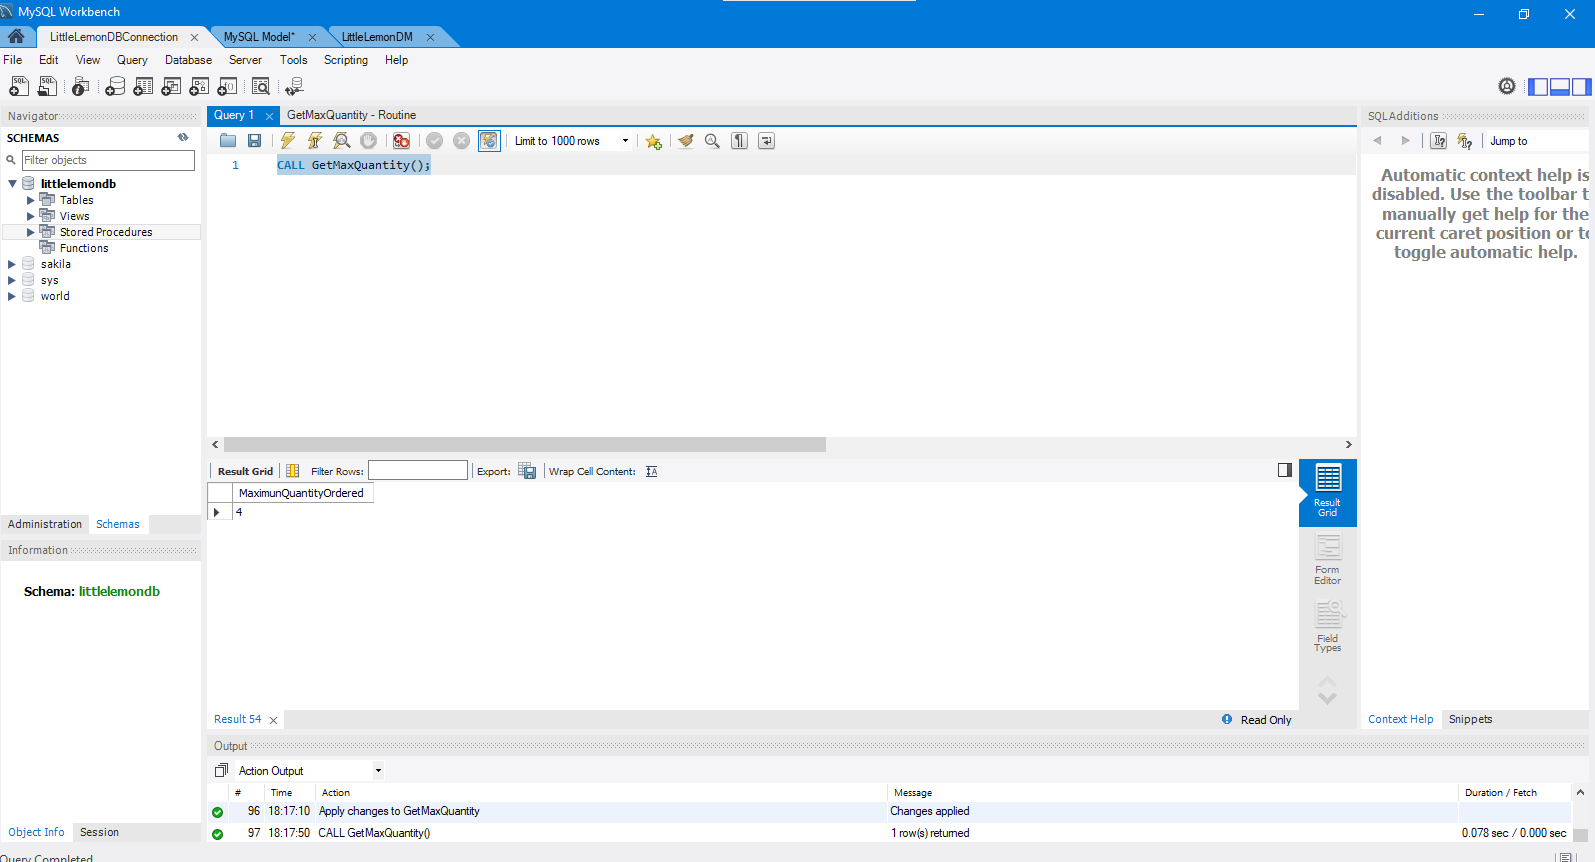 MySQL Workbench
LittleLemonDBConnection
MySQL Model*
LittleLemonDM
File Edit View Query Database Server Tools Scripting Help
Navigator
SCHEMAS
Filter objects
littlelemondb
Tables
Views
Stored Procedures
Functions
sakila
sys
world
Administration Schemas
Information
Schema: littlelemondb
Object Info Session
Query Completed
Query 1
GetMaxQuantity - Routine
Limit to 1000 rows
1 CALL GetMaxQuantity();
Result Grid Filter Rows: Export: Wrap Cell Content:
MaximunQuantityOrdered
4
Result
Grid
Form
Editor
Field
Types
Result 54
Read Only
SQLAdditions
Jump to
Automatic context help is
disabled. Use the toolbar t
manually get help for the
current caret position or to
toggle automatic help.
Context Help Snippets
Output
Action Output
# Time Action Message Duration / Fetch
96 18:17:10 Apply changes to GetMaxQuantity Changes applied
97 18:17:50 CALL GetMaxQuantity() 1 row(s) returned 0.078 sec / 0.000 sec